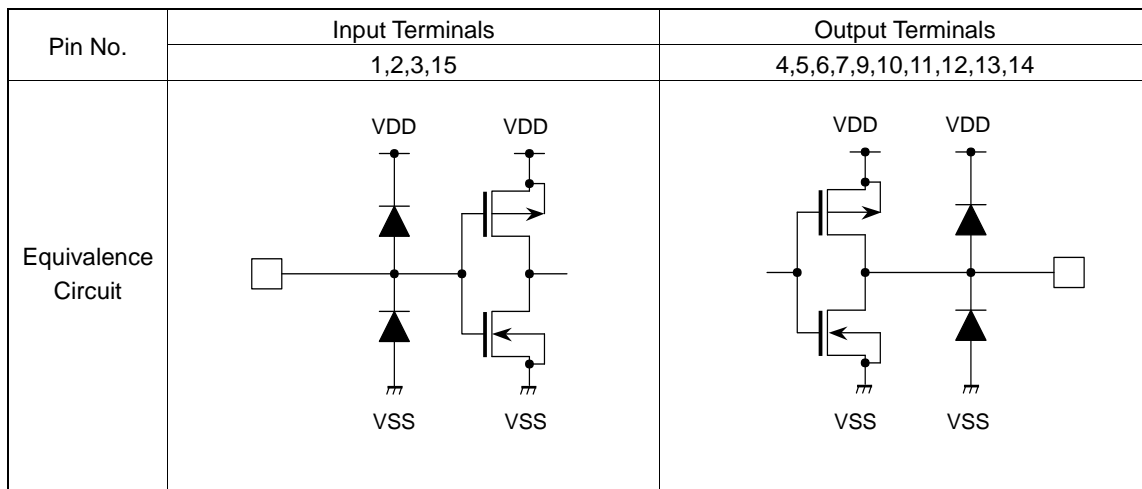 Pin No.
Input Terminals
Output Terminals
1,2,3,15
4,5,6,7,9,10,11,12,13,14
Equivalence
Circuit
VDD
VDD
VSS
VSS
VDD
VDD
VSS
VSS